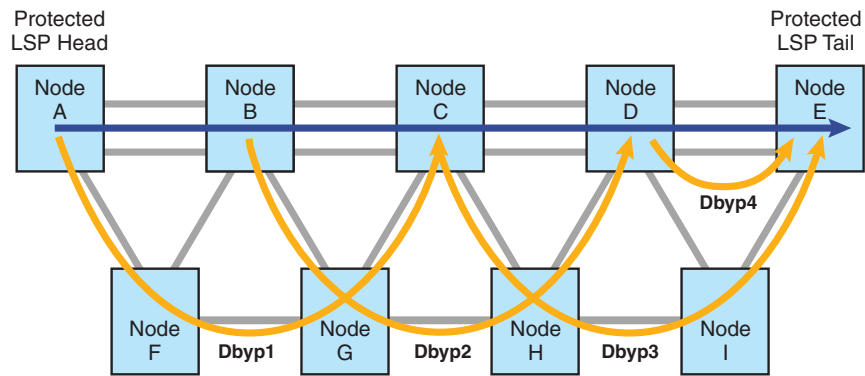 Protected
LSP Head
Protected
LSP Tail
Node
A
Node
B
Node
C
Node
D
Node
E
Dbyp4
Node
F
Node
G
Node
H
Node
I
Dbyp1
Dbyp2
Dbyp3